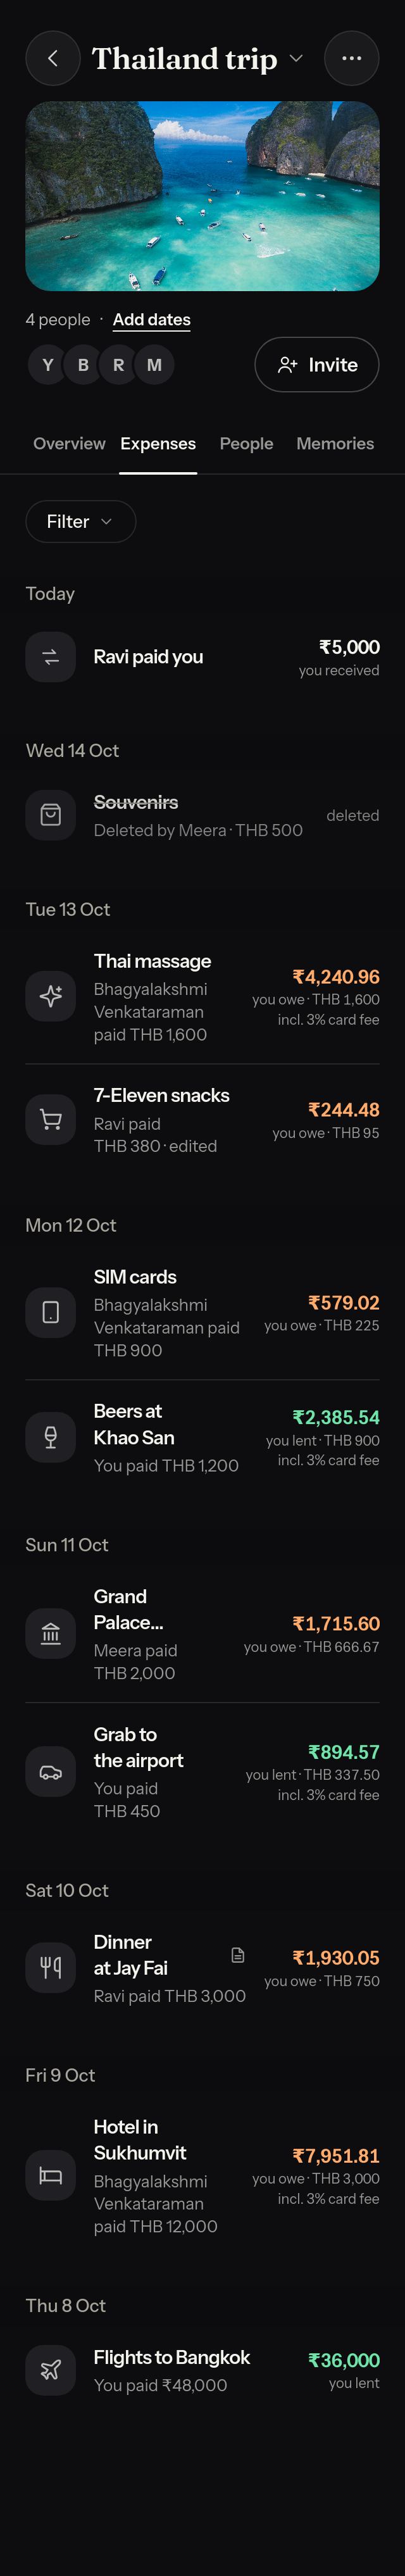 Thailand trip
4 people · Add dates
Y B R M
Invite
Overview Expenses People Memories
Filter
Today
Ravi paid you
₹5,000
you received
Wed 14 Oct
Souvenirs
Deleted by Meera · THB 500
deleted
Tue 13 Oct
Thai massage
Bhagyalakshmi
Venkataraman
paid THB 1,600
₹4,240.96
you owe · THB 1,600
incl. 3% card fee
7-Eleven snacks
Ravi paid
THB 380 · edited
₹244.48
you owe · THB 95
Mon 12 Oct
SIM cards
Bhagyalakshmi
Venkataraman paid
THB 900
₹579.02
you owe · THB 225
Beers at
Khao San
You paid THB 1,200
₹2,385.54
you lent · THB 900
incl. 3% card fee
Sun 11 Oct
Grand
Palace...
Meera paid
THB 2,000
₹1,715.60
you owe · THB 666.67
Grab to
the airport
You paid
THB 450
₹894.57
you lent · THB 337.50
incl. 3% card fee
Sat 10 Oct
Dinner
at Jay Fai
Ravi paid THB 3,000
₹1,930.05
you owe · THB 750
Fri 9 Oct
Hotel in
Sukhumvit
Bhagyalakshmi
Venkataraman
paid THB 12,000
₹7,951.81
you owe · THB 3,000
incl. 3% card fee
Thu 8 Oct
Flights to Bangkok
You paid ₹48,000
₹36,000
you lent